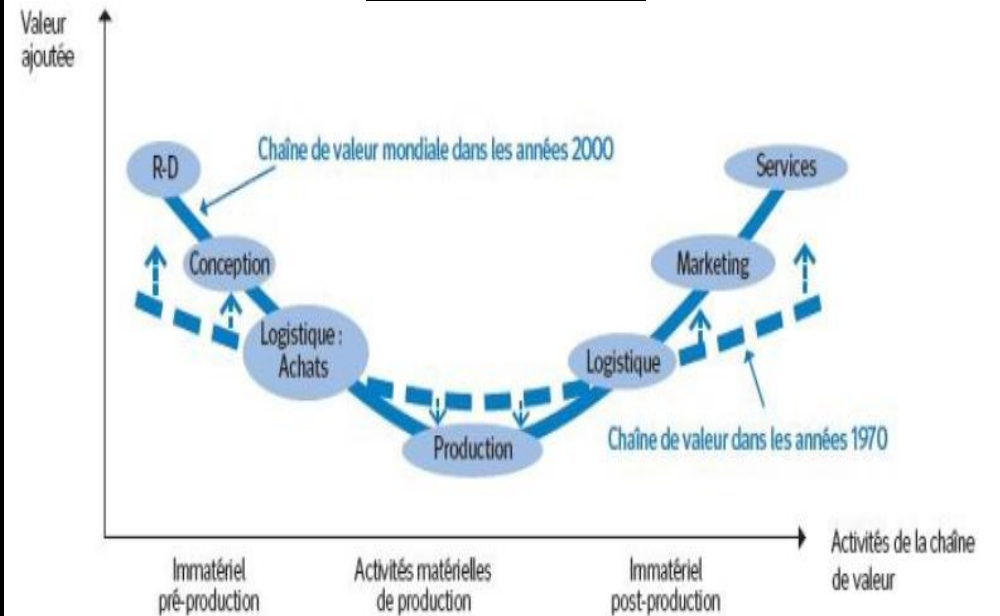 Valeur
ajoutée
Chaîne de valeur mondiale dans les années 2000
R-D
Services
Conception
Marketing
Logistique :
Achats
Logistique
Production
Chaîne de valeur dans les années 1970
Activités de la chaîne
de valeur
Immatériel
pré-production
Activités matérielles
de production
Immatériel
post-production